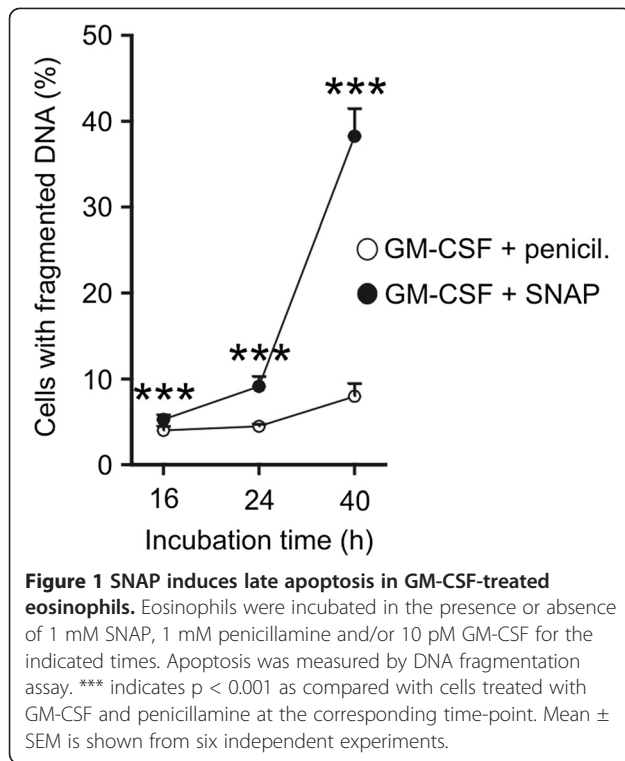 50
40
30
20
10
0
Cells with fragmented DNA (%)
***
***
***
GM-CSF + penicil.
GM-CSF + SNAP
16 24 40
Incubation time (h)
Figure 1 SNAP induces late apoptosis in GM-CSF-treated
eosinophils. Eosinophils were incubated in the presence or absence
of 1 mM SNAP, 1 mM penicillamine and/or 10 pM GM-CSF for the
indicated times. Apoptosis was measured by DNA fragmentation
assay. *** indicates p < 0.001 as compared with cells treated with
GM-CSF and penicillamine at the corresponding time-point. Mean ±
SEM is shown from six independent experiments.